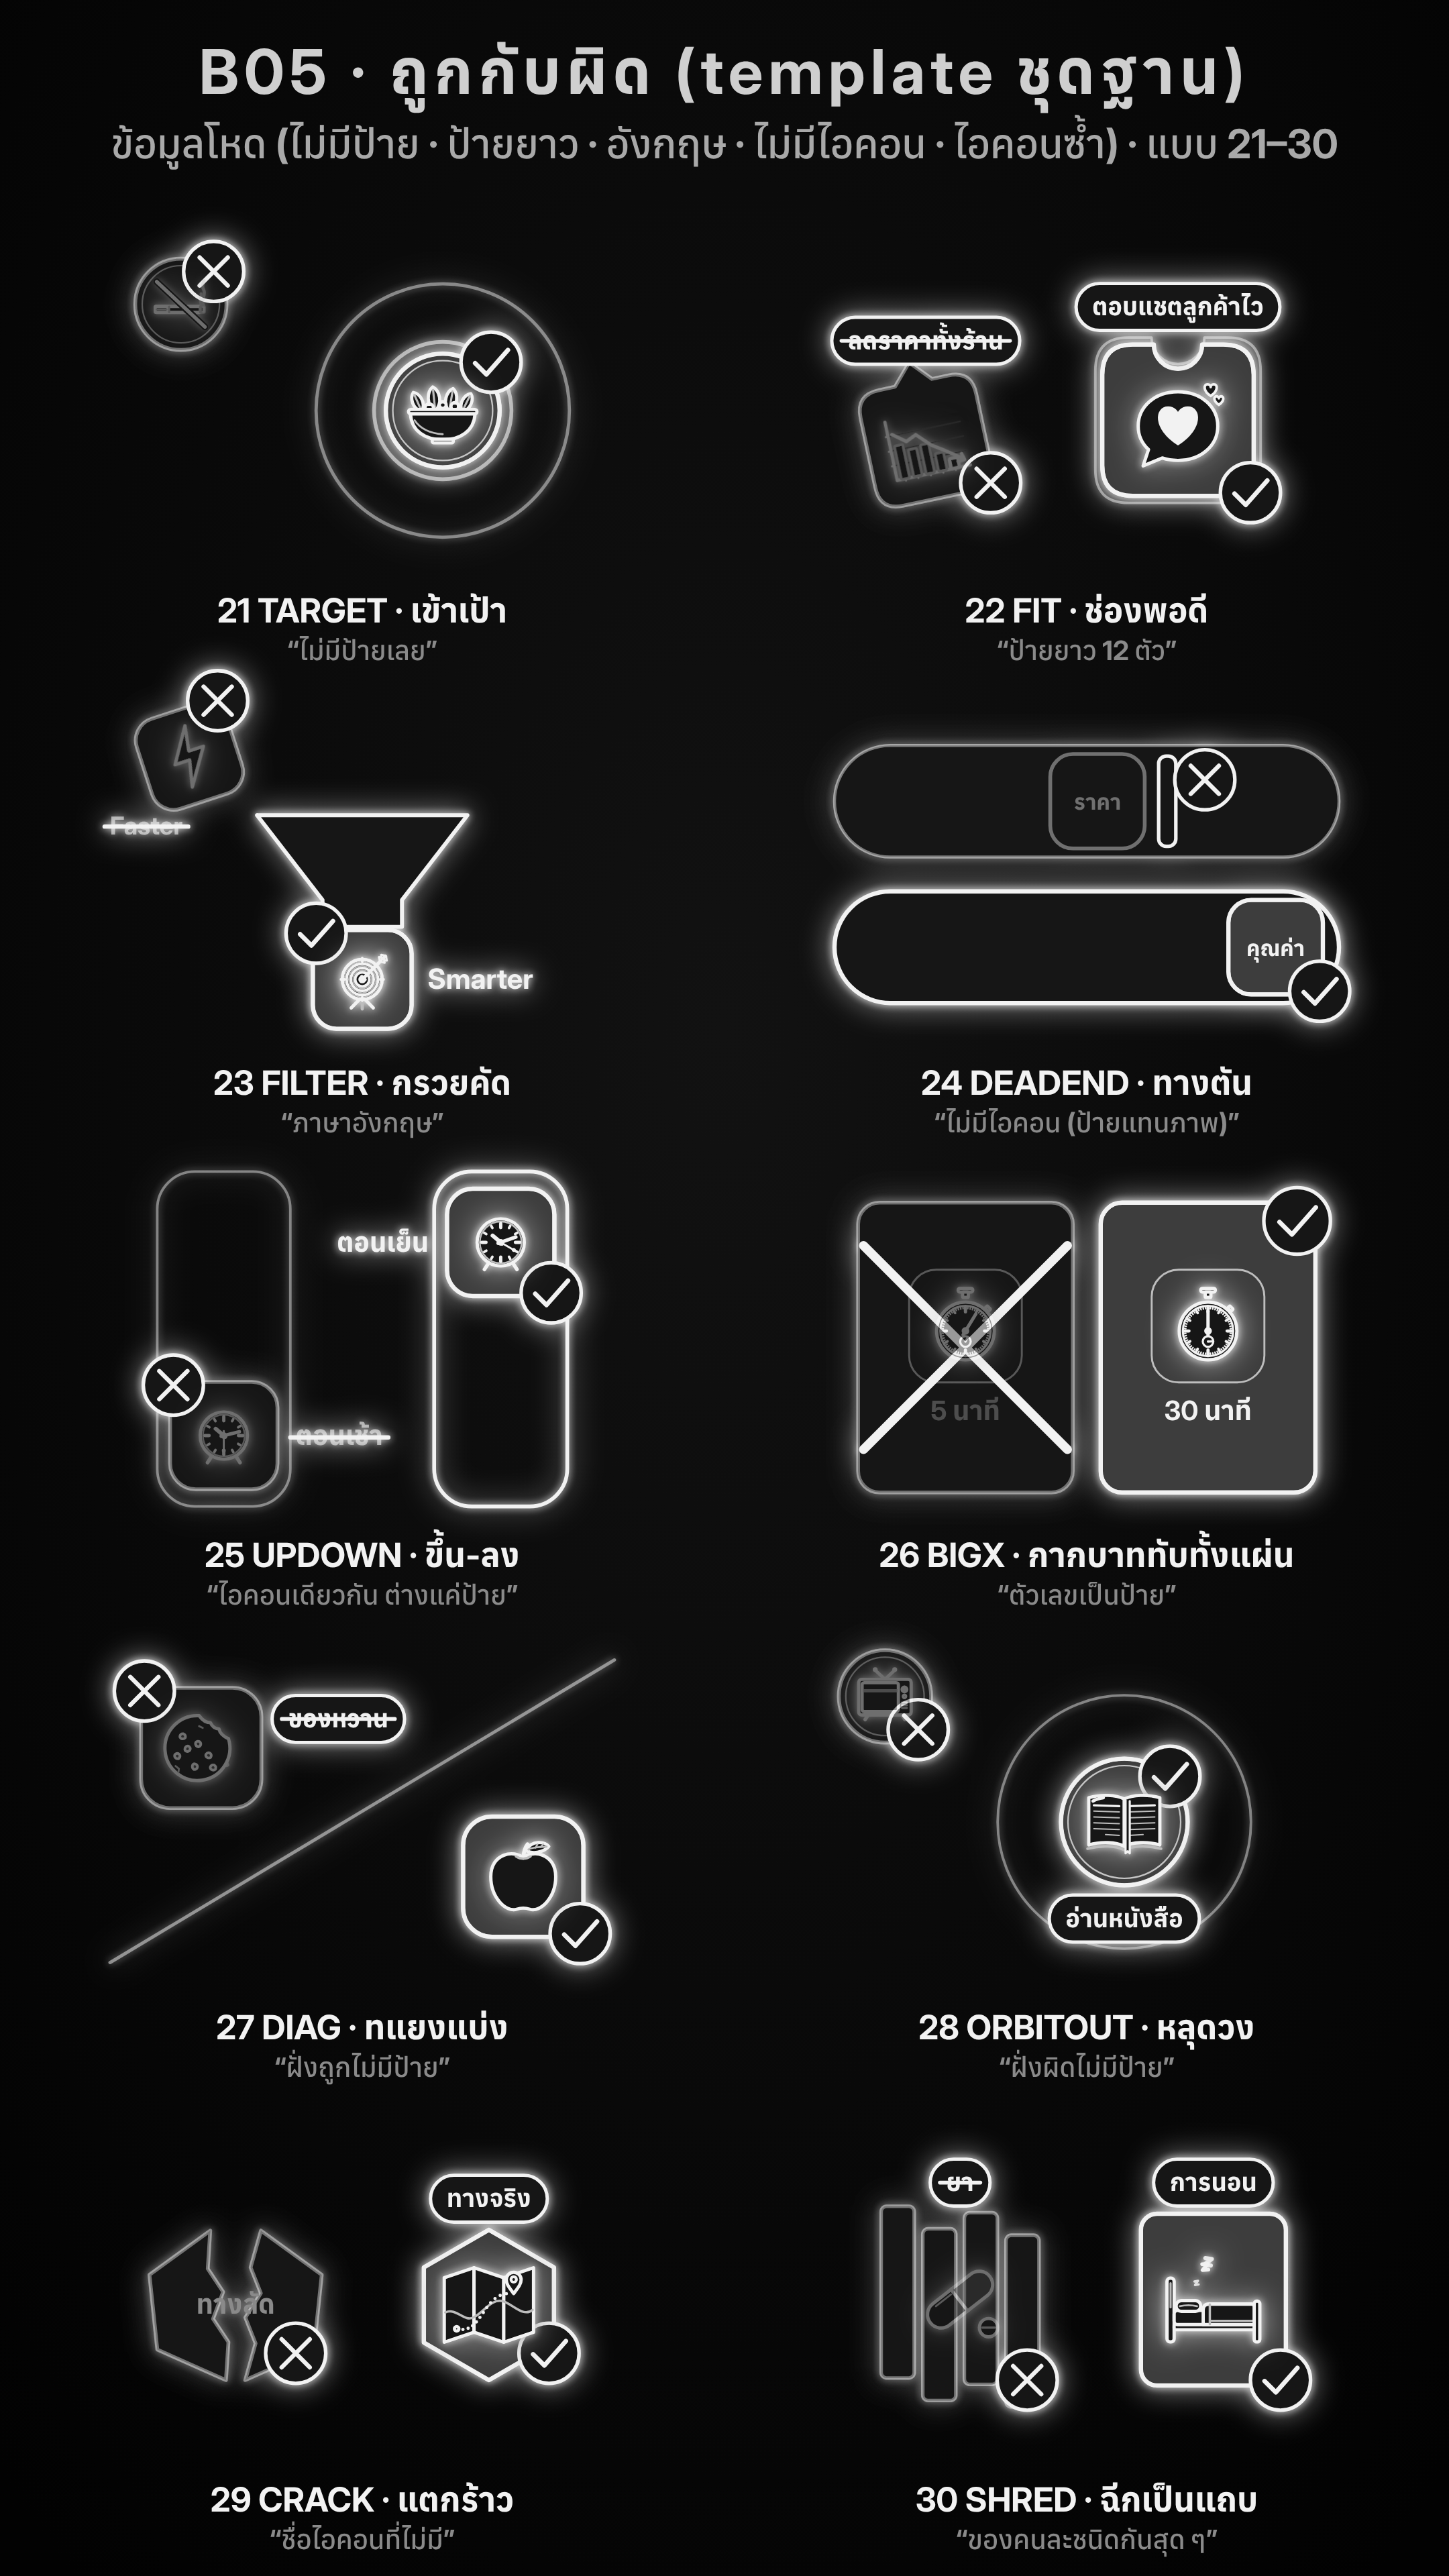 B05 · ถูกกับผิด (template ชุดฐาน)
ข้อมูลโหด (ไม่มีป้าย · ป้ายยาว · อังกฤษ · ไม่มีไอคอน · ไอคอนซ้ำ) · แบบ 21–30
21 TARGET · เข้าเป้า
“ไม่มีป้ายเลย”
ลดราคาทั้งร้าน
ตอบแชตลูกค้าไว
22 FIT · ช่องพอดี
“ป้ายยาว 12 ตัว”
Faster
Smarter
23 FILTER · กรวยคัด
“ภาษาอังกฤษ”
ราคา
คุณค่า
24 DEADEND · ทางตัน
“ไม่มีไอคอน (ป้ายแทนภาพ)”
ตอนเย็น
ตอนเช้า
25 UPDOWN · ขึ้น-ลง
“ไอคอนเดียวกัน ต่างแค่ป้าย”
5 นาที
30 นาที
26 BIGX · กากบาททับทั้งแผ่น
“ตัวเลขเป็นป้าย”
ของหวาน
27 DIAG · ทแยงแบ่ง
“ฝั่งถูกไม่มีป้าย”
อ่านหนังสือ
28 ORBITOUT · หลุดวง
“ฝั่งผิดไม่มีป้าย”
ทางลัด
ทางจริง
29 CRACK · แตกร้าว
“ชื่อไอคอนที่ไม่มี”
ยา
การนอน
30 SHRED · ฉีกเป็นแถบ
“ของคนละชนิดกันสุด ๆ”